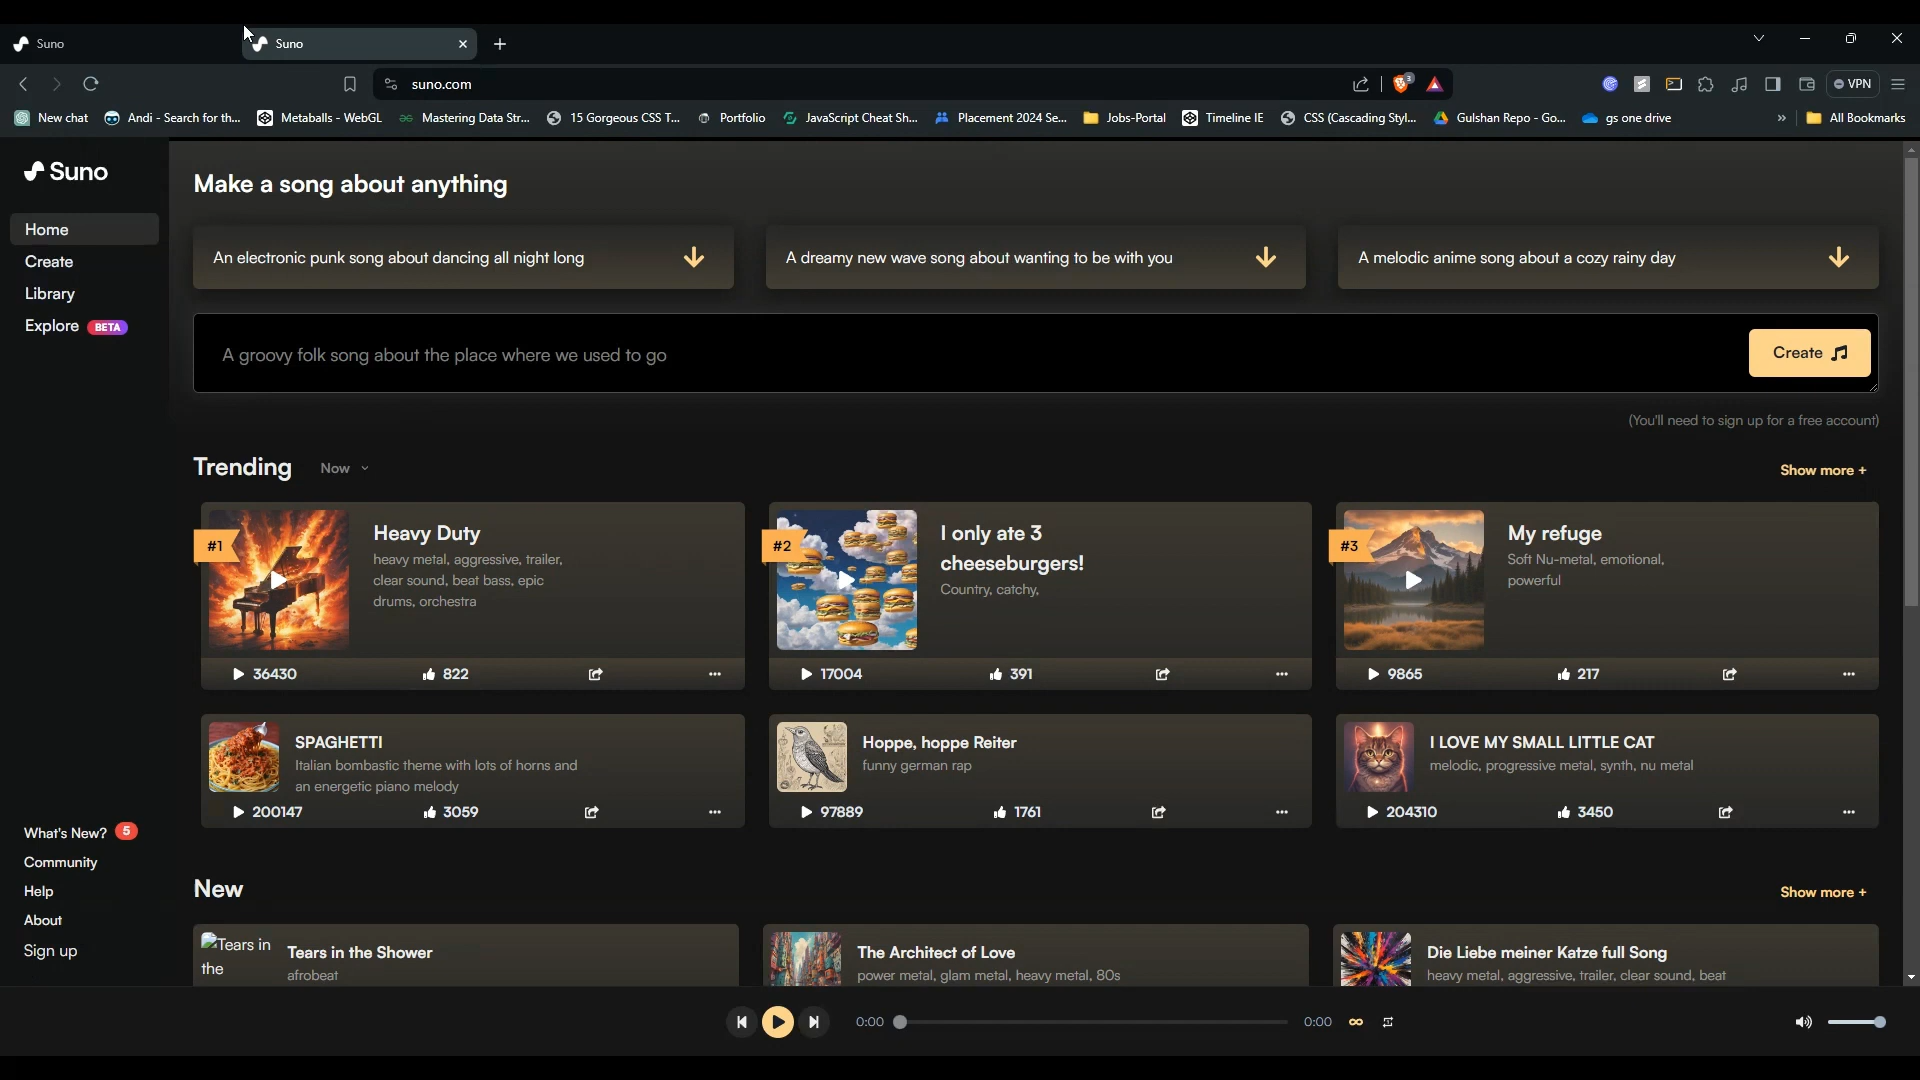 Suno
Suno
suno.com
3
VPN
New chat
Andi - Search for th...
Metaballs - WebGL
Mastering Data Str...
15 Gorgeous CSS T...
Portfolio
JavaScript Cheat Sh...
Placement 2024 Se...
Jobs-Portal
Timeline IE
CSS (Cascading Styl...
Gulshan Repo - Go...
gs one drive
»
All Bookmarks
Suno
Home
Create
Library
Explore BETA
What's New? 5
Community
Help
About
Sign up
Make a song about anything
An electronic punk song about dancing all night long
A dreamy new wave song about wanting to be with you
A melodic anime song about a cozy rainy day
A groovy folk song about the place where we used to go
Create
(You'll need to sign up for a free account)
Trending
Now
Show more +
#1
Heavy Duty
heavy metal, aggressive, trailer,
clear sound, beat bass, epic
drums, orchestra
36430
822
#2
I only ate 3
cheeseburgers!
Country, catchy,
17004
391
#3
My refuge
Soft Nu-metal, emotional,
powerful
9865
217
SPAGHETTI
Italian bombastic theme with lots of horns and
an energetic piano melody
200147
3059
Hoppe, hoppe Reiter
funny german rap
97889
1761
I LOVE MY SMALL LITTLE CAT
melodic, progressive metal, synth, nu metal
204310
3450
New
Show more +
Tears in
the
Tears in the Shower
afrobeat
The Architect of Love
power metal, glam metal, heavy metal, 80s
Die Liebe meiner Katze full Song
heavy metal, aggressive, trailer, clear sound, beat
0:00
0:00